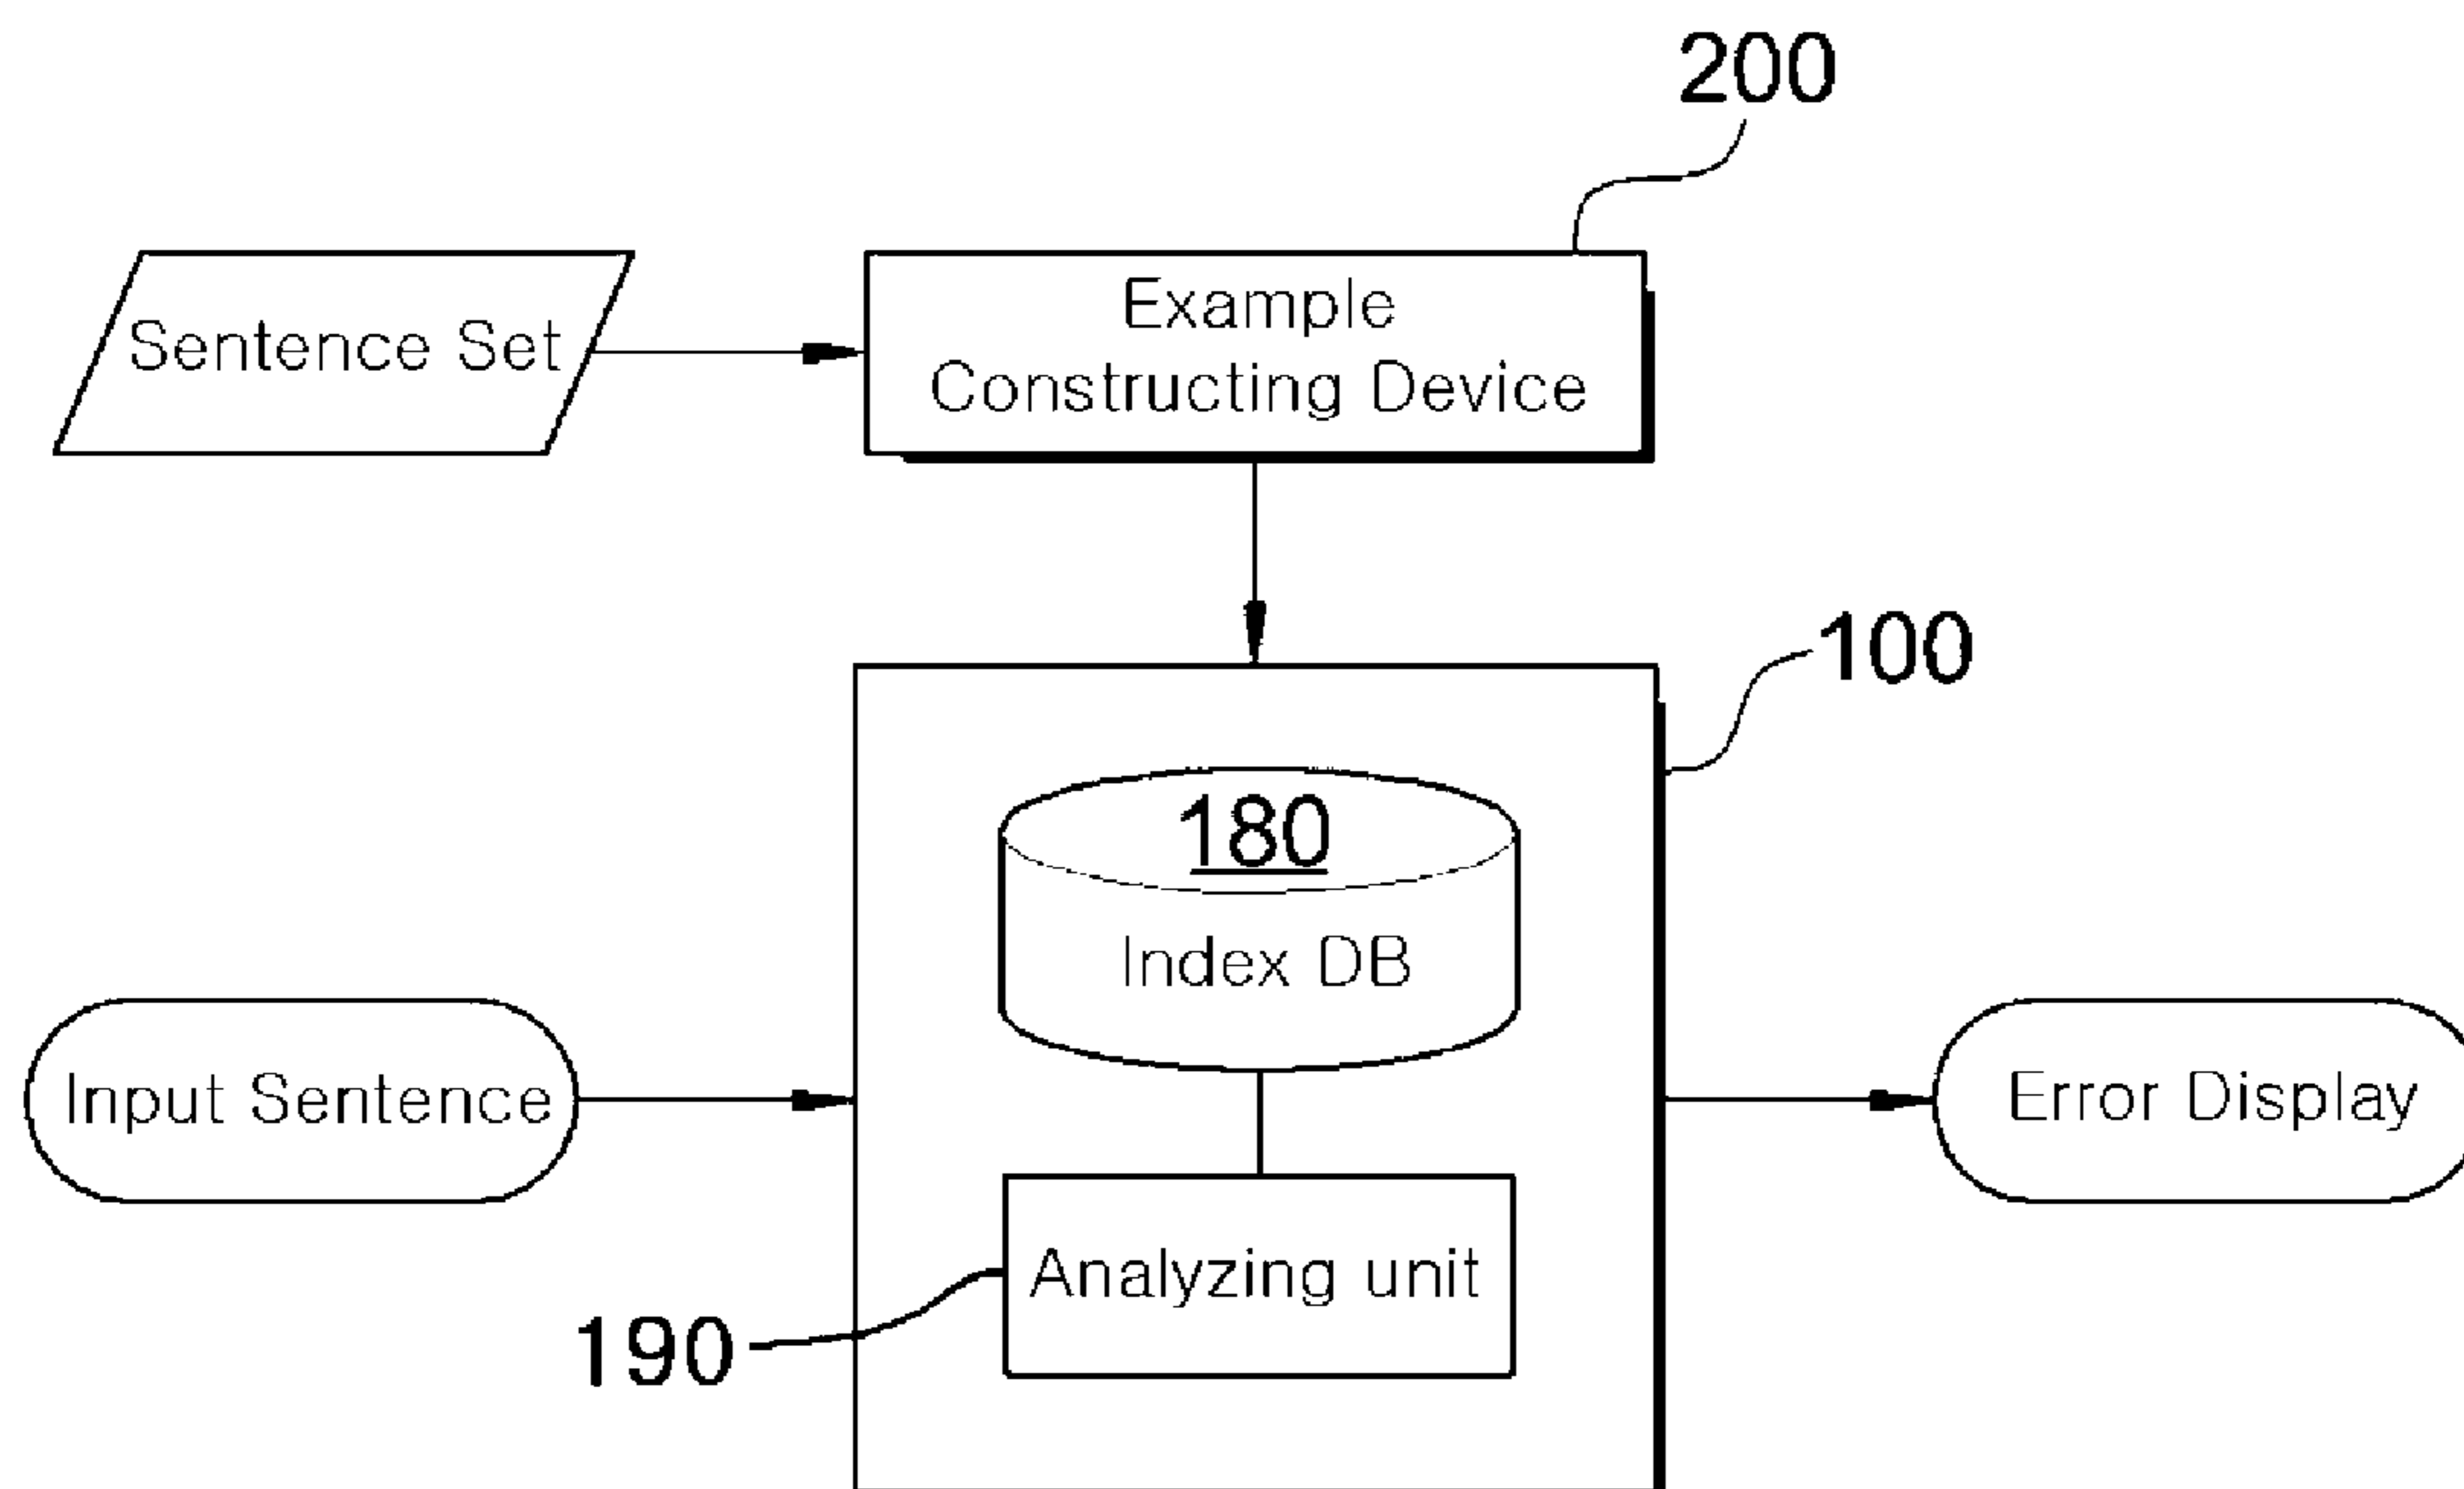 200
Sentence Set
Example
Constructing Device
100
180
Index DB
Input Sentence
Error Display
Analyzing unit
190